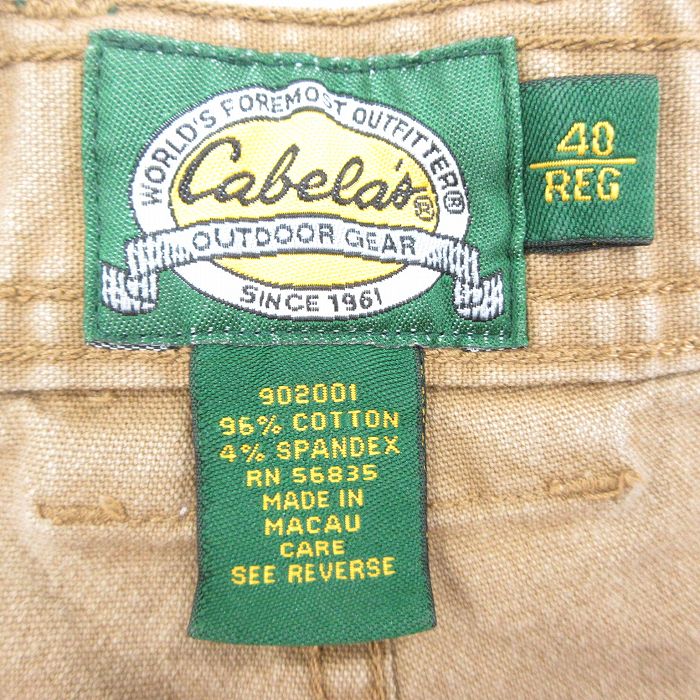 WORLD'S FOREMOST OUTFITTER®
Cabela's®
OUTDOOR GEAR
SINCE 1961
40
REG
902001
96% COTTON
4% SPANDEX
RN 56835
MADE IN
MACAU
CARE
SEE REVERSE